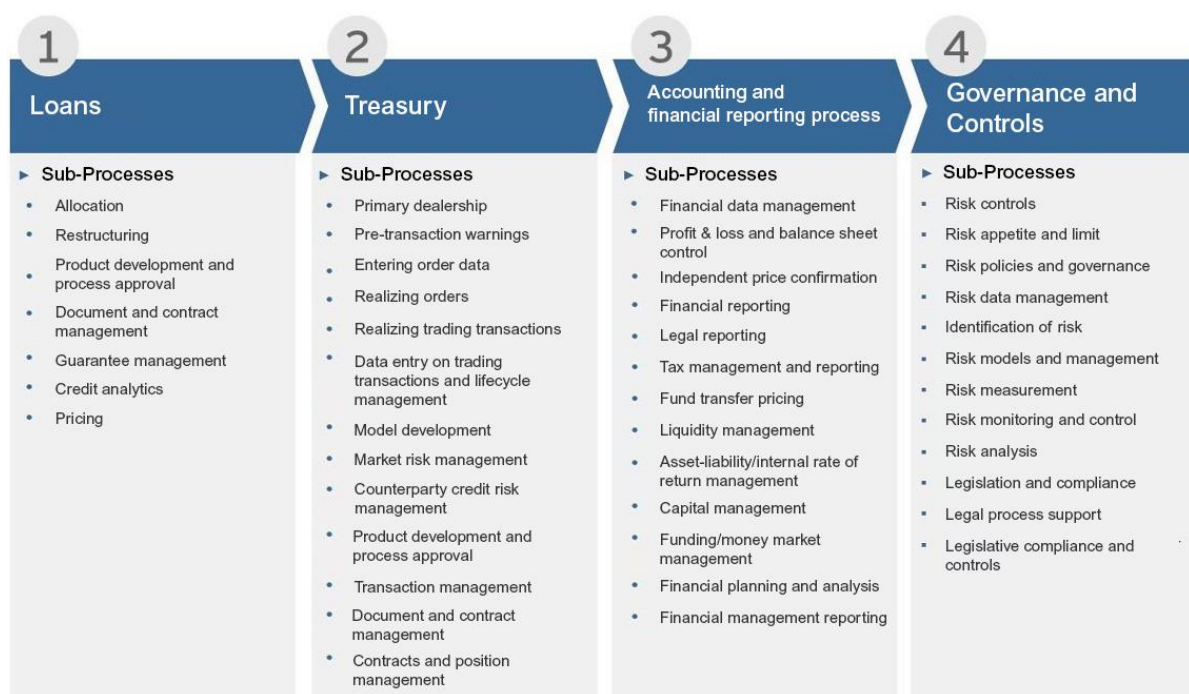 1
Loans
Sub-Processes
Allocation
Restructuring
Product development and
process approval
Document and contract
management
Guarantee management
Credit analytics
Pricing
2
Treasury
Sub-Processes
Primary dealership
Pre-transaction warnings
Entering order data
Realizing orders
Realizing trading transactions
Data entry on trading
transactions and lifecycle
management
Model development
Market risk management
Counterparty credit risk
management
Product development and
process approval
Transaction management
Document and contract
management
Contracts and position
management
3
Accounting and
financial reporting process
Sub-Processes
Financial data management
Profit & loss and balance sheet
control
Independent price confirmation
Financial reporting
Legal reporting
Tax management and reporting
Fund transfer pricing
Liquidity management
Asset-liability/internal rate of
return management
Capital management
Funding/money market
management
Financial planning and analysis
Financial management reporting
4
Governance and
Controls
Sub-Processes
Risk controls
Risk appetite and limit
Risk policies and governance
Risk data management
Identification of risk
Risk models and management
Risk measurement
Risk monitoring and control
Risk analysis
Legislation and compliance
Legal process support
Legislative compliance and
controls